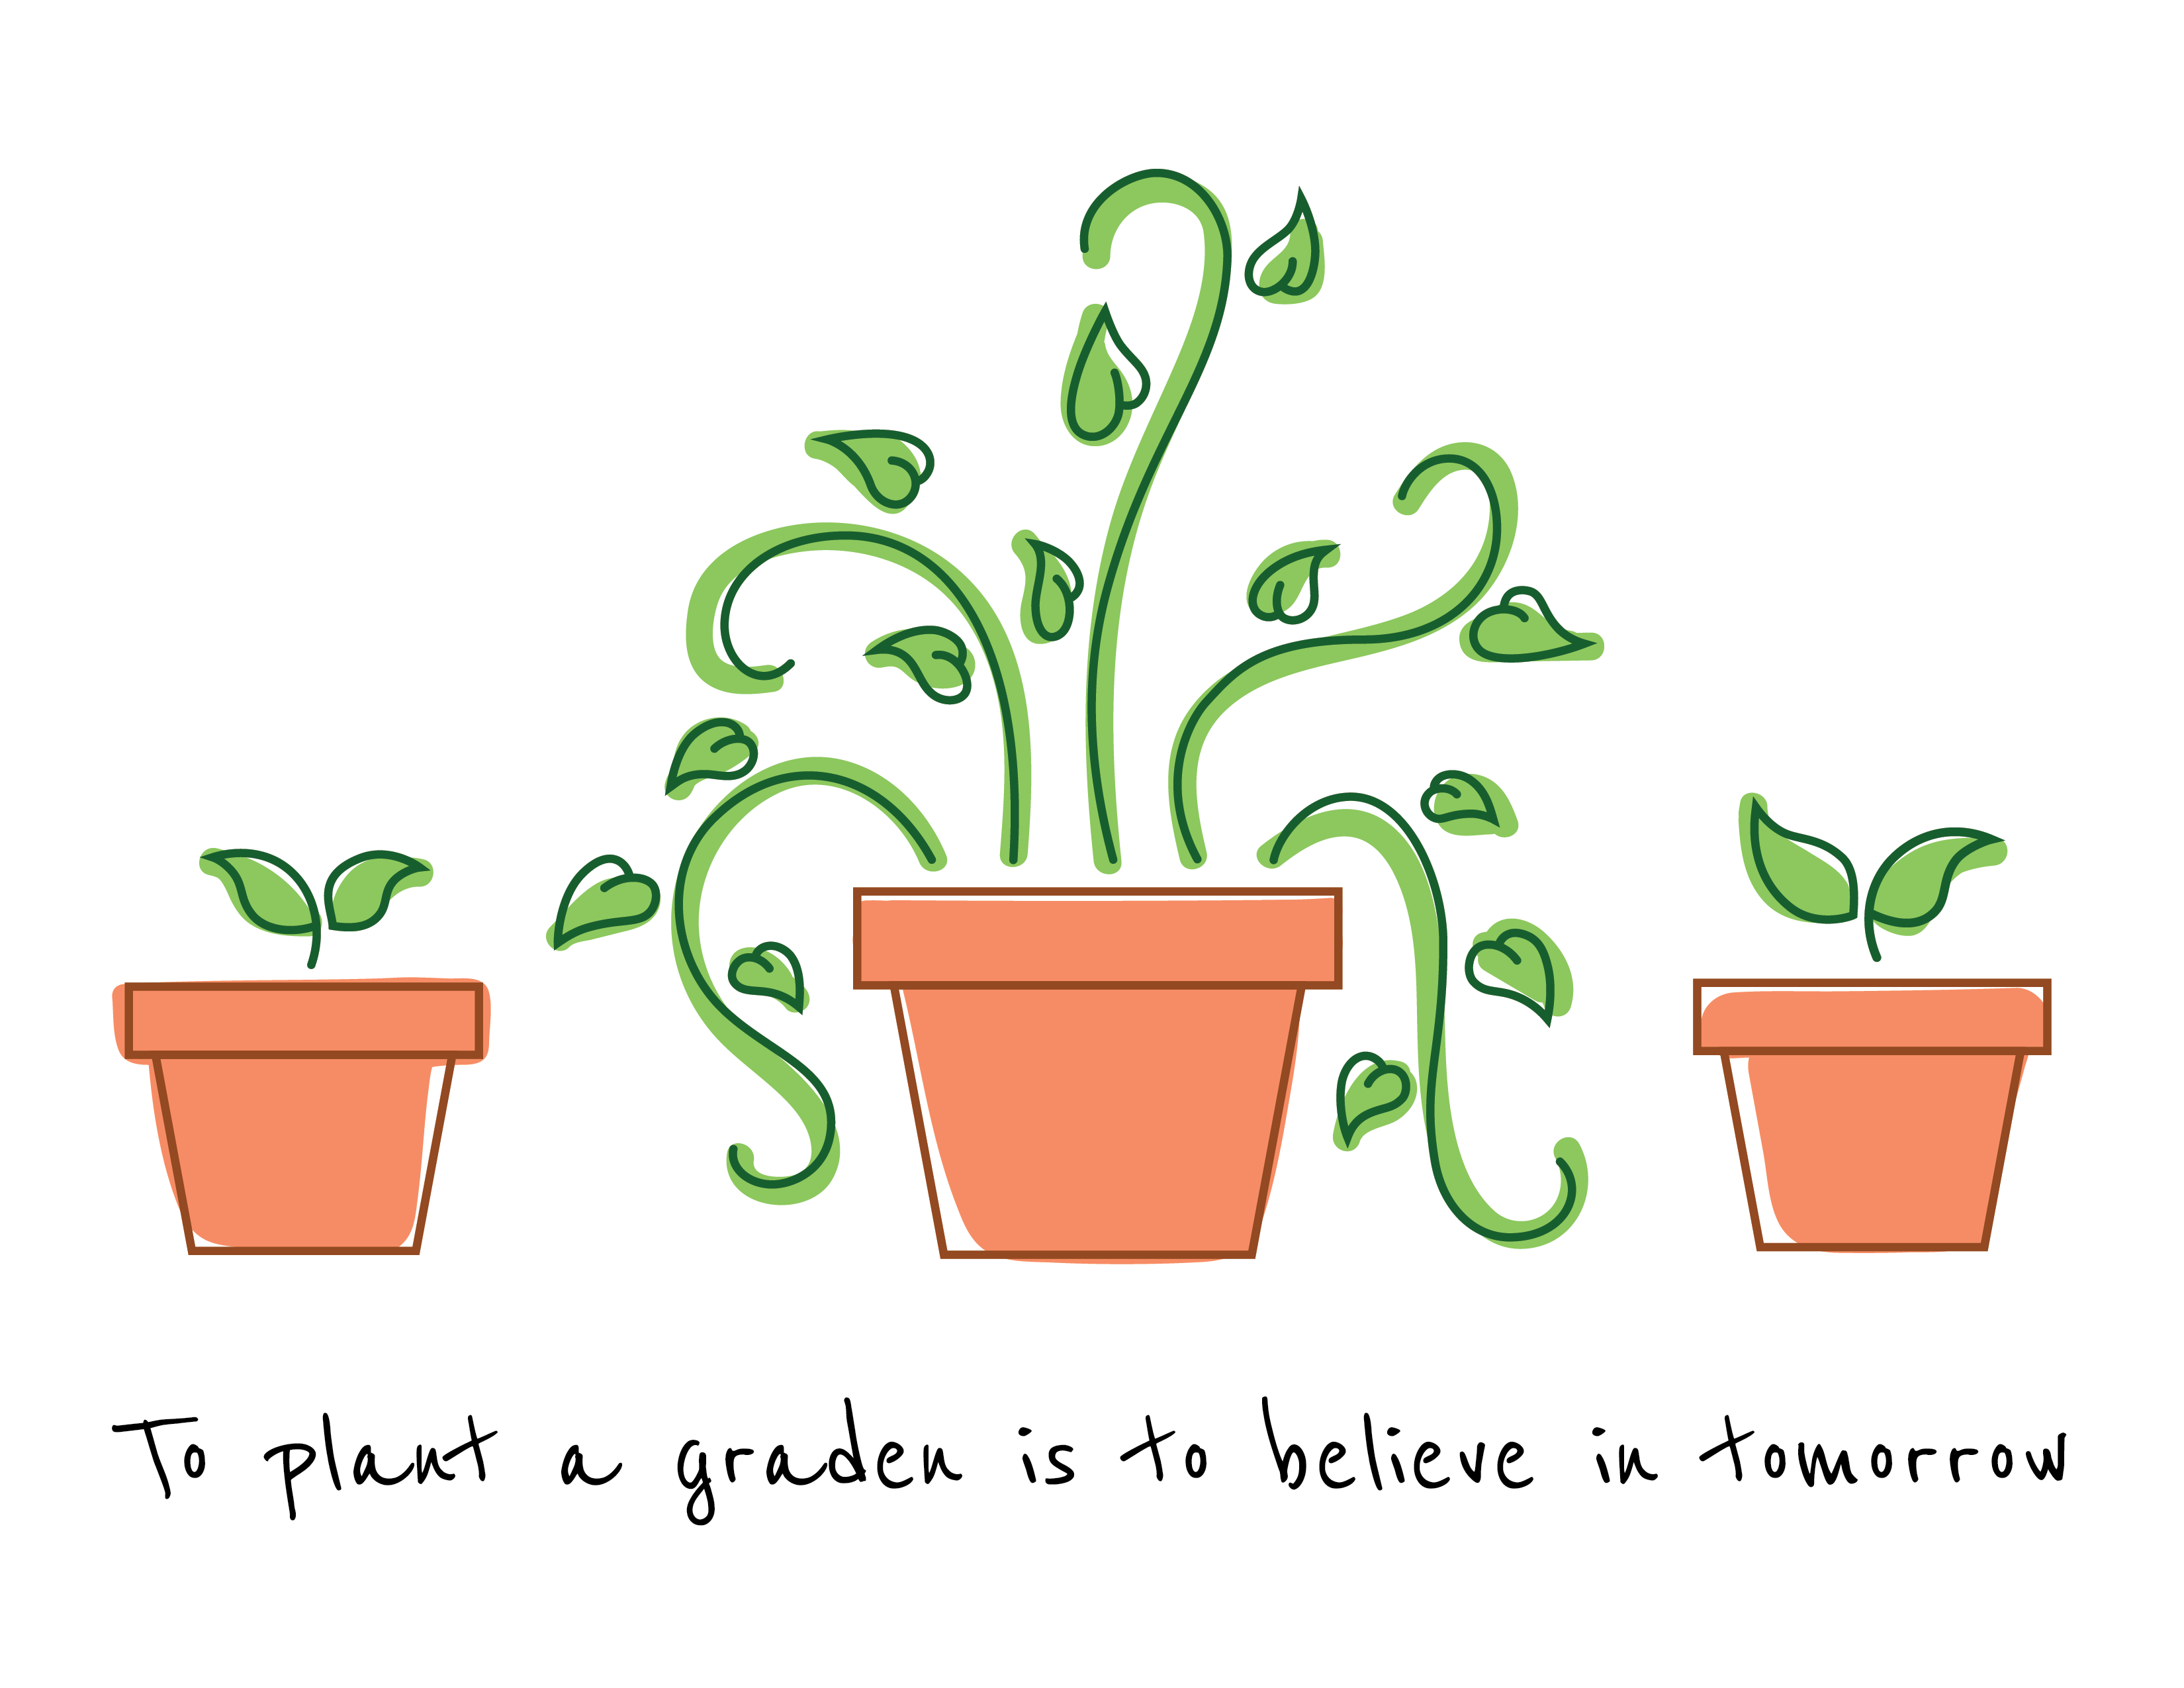 To plant a graden is to believe in tomorrow